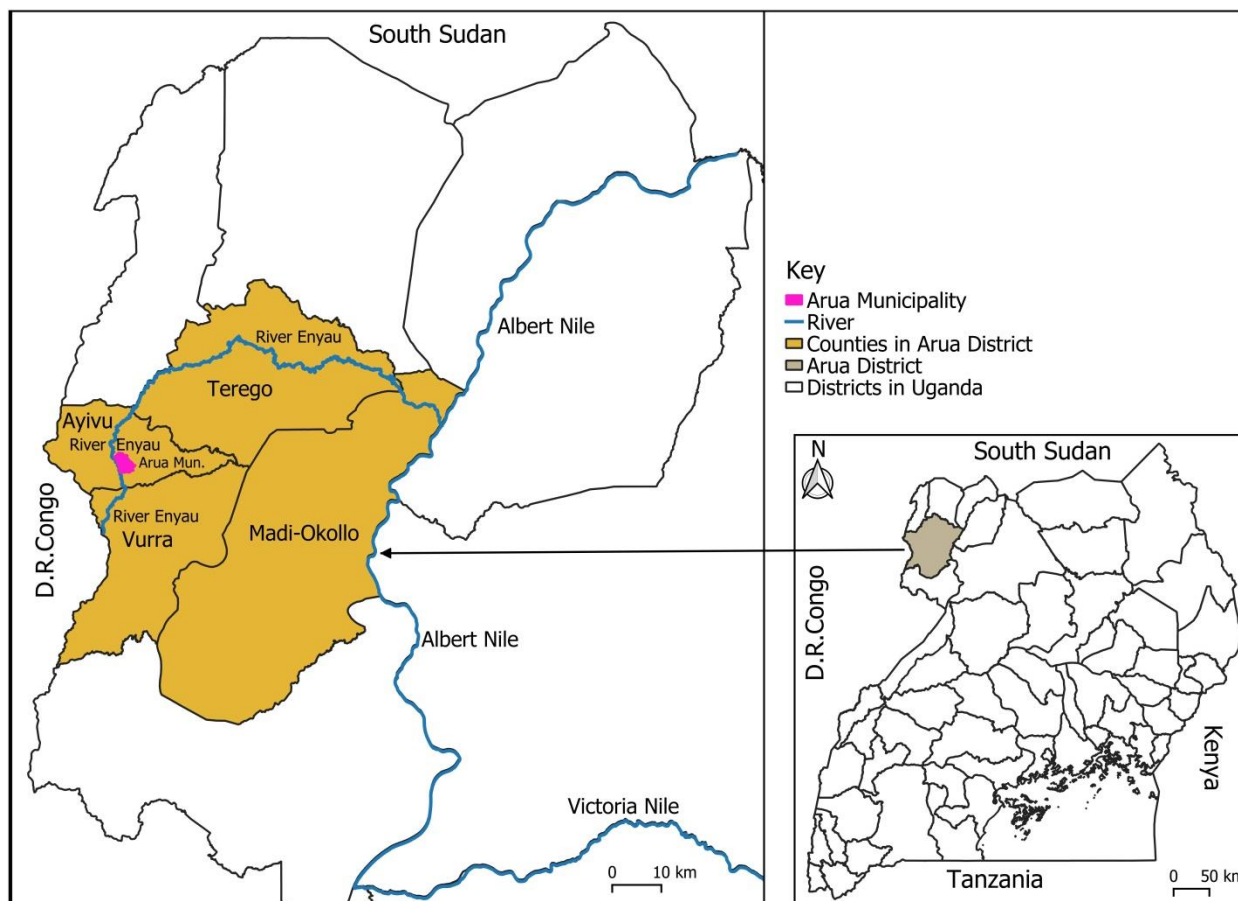 South Sudan
Albert Nile
River Enyau
Terego
Ayivu
River Enyau
Arua Mun.
River Enyau
Vurra
Madi-Okollo
D.R.Congo
Albert Nile
Victoria Nile
0 10 km
Key
Arua Municipality
River
Counties in Arua District
Arua District
Districts in Uganda
N
South Sudan
D.R.Congo
Kenya
Tanzania
0 50 km